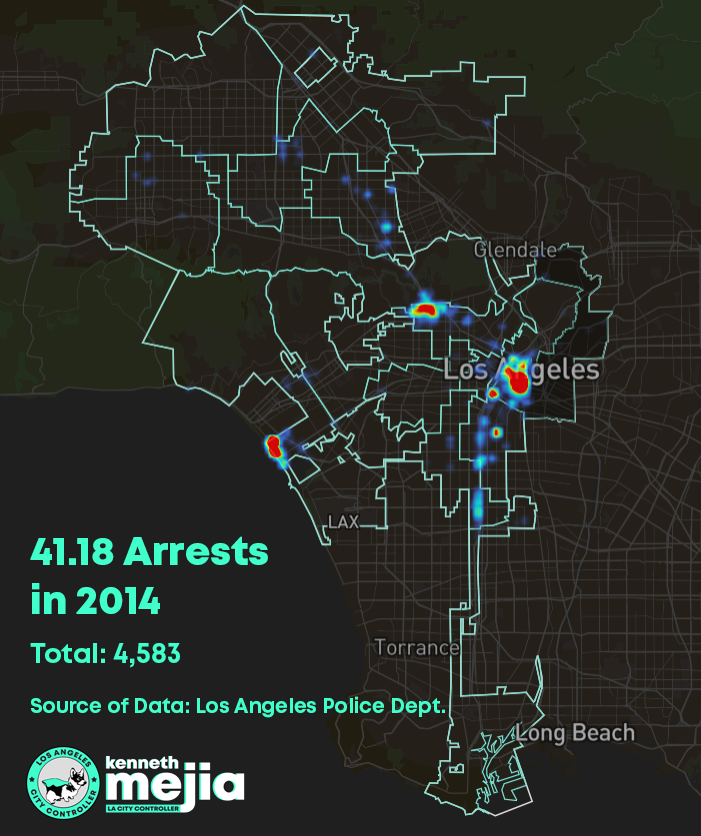 Glendale
Los Angeles
LAX
41.18 Arrests
in 2014
Total: 4,583
Torrance
Source of Data: Los Angeles Police Dept.
Long Beach
LOS ANGELES
CITY CONTROLLER
kenneth
mejia
LA CITY CONTROLLER